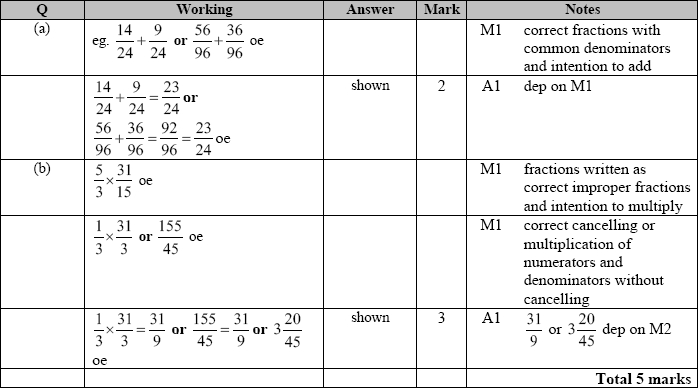 Q Working Answer Mark Notes
(a) eg. 14/24 + 9/24 or 56/96 + 36/96 oe M1 correct fractions with
common denominators
and intention to add
14/24 + 9/24 = 23/24 or shown 2 A1 dep on M1
56/96 + 36/96 = 92/96 = 23/24 oe
(b) 5/3 × 31/15 oe M1 fractions written as
correct improper fractions
and intention to multiply
1/3 × 31/3 or 155/45 oe M1 correct cancelling or
multiplication of
numerators and
denominators without
cancelling
1/3 × 31/3 = 31/9 or 155/45 = 31/9 or 3 20/45 shown 3 A1 31/9 or 3 20/45 dep on M2
oe
Total 5 marks